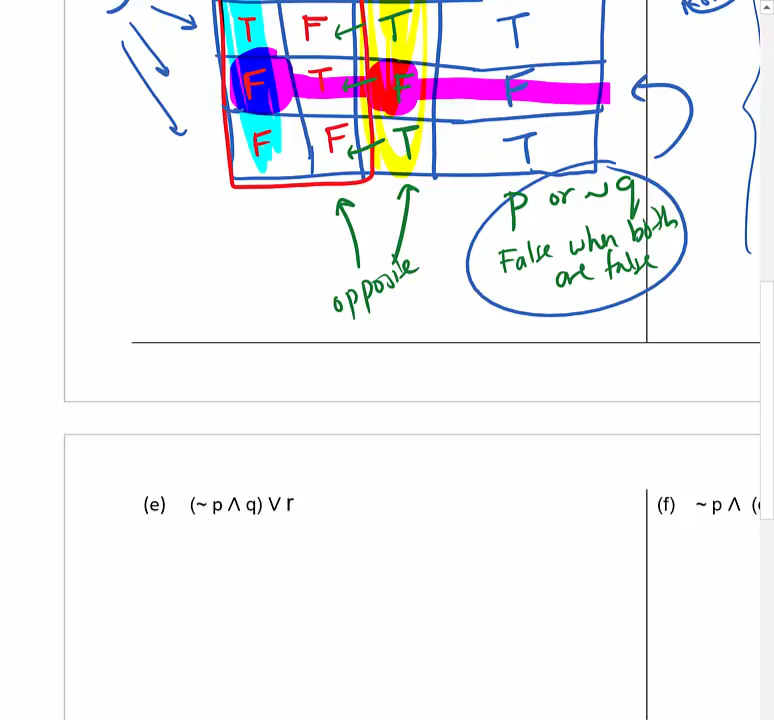 T F ← T T
F T ← F F
F F ← T T
p or ~ q
False when both
are false
opposite
(e) (~ p Λ q) V r
(f) ~ p Λ (